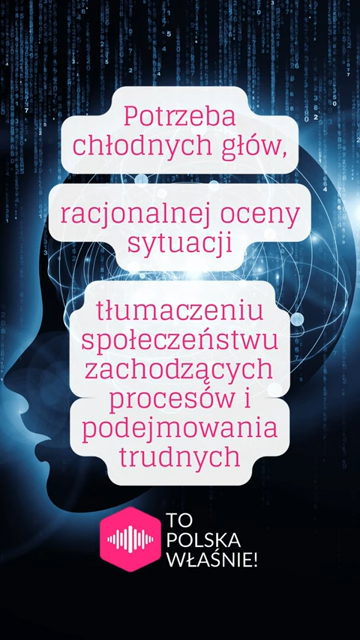 Potrzeba
chłodnych głów,
racjonalnej oceny
sytuacji
tłumaczeniu
społeczeństwu
zachodzących
procesów i
podejmowania
trudnych
TO
POLSKA
WŁAŚNIE!